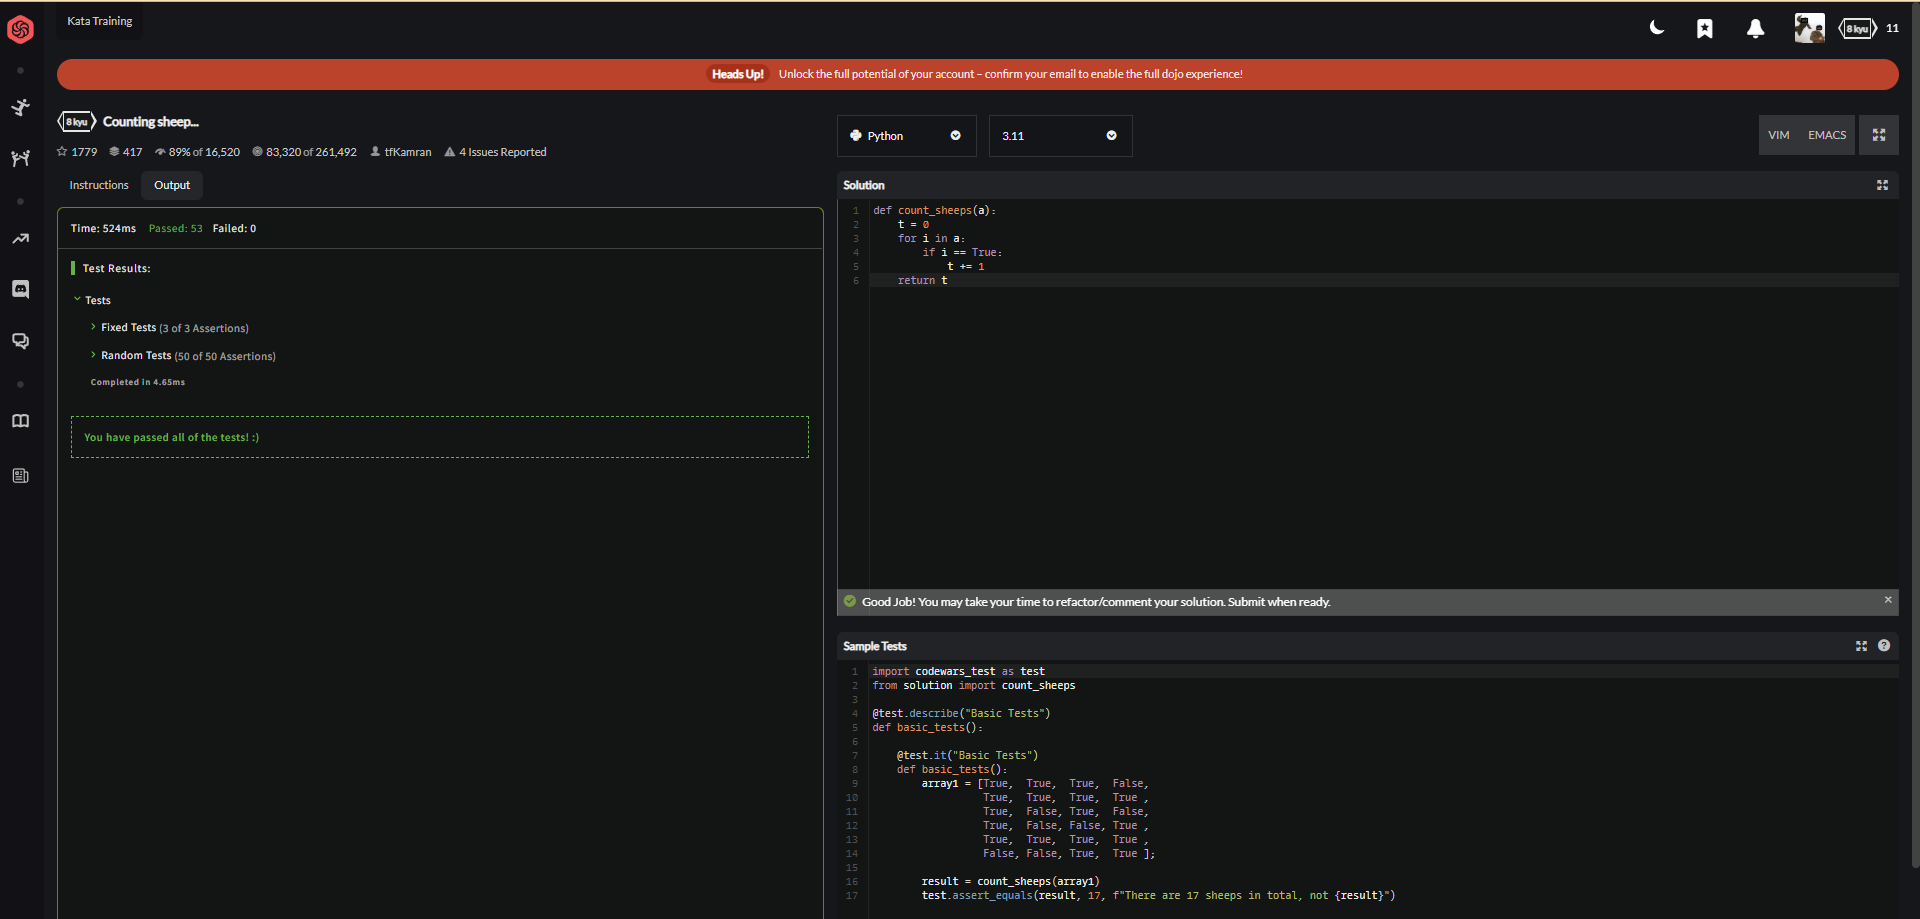 Kata Training
8 kyu 11
Heads Up! Unlock the full potential of your account – confirm your email to enable the full dojo experience!
8 kyu Counting sheep...
1779 417 89% of 16,520 83,320 of 261,492 tfKamran 4 Issues Reported
Instructions Output
Time: 524ms Passed: 53 Failed: 0
Test Results:
Tests
Fixed Tests (3 of 3 Assertions)
Random Tests (50 of 50 Assertions)
Completed in 4.65ms
You have passed all of the tests! :)
Python 3.11 VIM EMACS
Solution
1 def count_sheeps(a):
2     t = 0
3     for i in a:
4         if i == True:
5             t += 1
6     return t
Good Job! You may take your time to refactor/comment your solution. Submit when ready. ×
Sample Tests ?
1 import codewars_test as test
2 from solution import count_sheeps
3
4 @test.describe("Basic Tests")
5 def basic_tests():
6
7     @test.it("Basic Tests")
8     def basic_tests():
9         array1 = [True,  True,  True,  False,
10                   True,  True,  True,  True ,
11                   True,  False, True,  False,
12                   True,  False, False, True ,
13                   True,  True,  True,  True ,
14                   False, False, True,  True ];
15
16         result = count_sheeps(array1)
17         test.assert_equals(result, 17, f"There are 17 sheeps in total, not {result}")